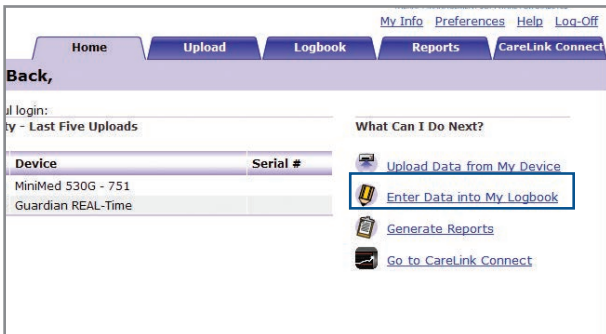 My Info Preferences Help Log-Off
Home Upload Logbook Reports CareLink Connect
Back,
ul login:
ty - Last Five Uploads
What Can I Do Next?
Device Serial #
Upload Data from My Device
MiniMed 530G - 751
Enter Data into My Logbook
Guardian REAL-Time
Generate Reports
Go to CareLink Connect